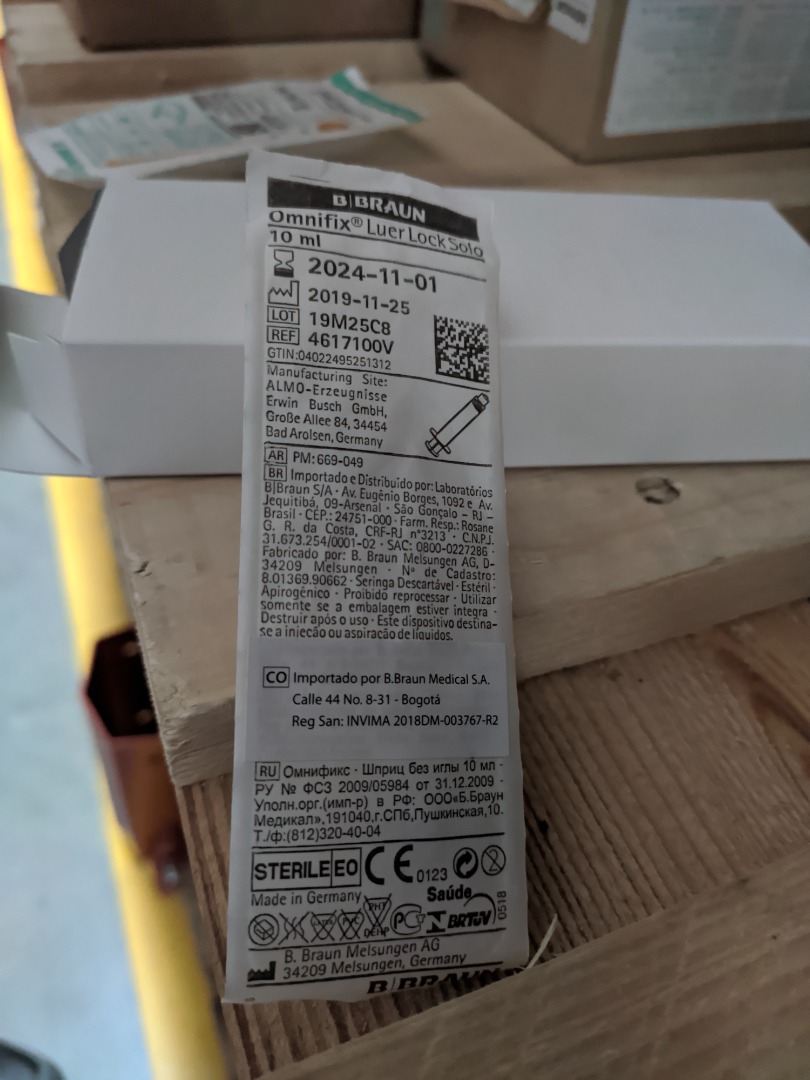 B|BRAUN
Omnifix® Luer Lock Solo
10 ml
2024-11-01
2019-11-25
LOT 19M25C8
REF 4617100V
GTIN:04022495251312
Manufacturing Site:
ALMO-Erzeugnisse
Erwin Busch GmbH,
Große Allee 84, 34454
Bad Arolsen, Germany
AR PM:669-049
BR Importado e Distribuído por: Laboratórios
B|Braun S/A · Av. Eugênio Borges, 1092 e Av.
Jequitibá, 09-Arsenal · São Gonçalo – RJ –
Brasil · CEP.: 24751-000 · Farm. Resp.: Rosane
G. R. da Costa, CRF-RJ n°3213 · C.N.P.J.
31.673.254/0001-02 · SAC: 0800-0227286 ·
Fabricado por: B. Braun Melsungen AG, D-
34209 Melsungen · Nº de Cadastro:
8.01369.90662 · Seringa Descartável · Estéril ·
Apirogênico · Proibido reprocessar · Utilizar
somente se a embalagem estiver íntegra ·
Destruir após o uso · Este dispositivo destina-
se a injeção ou aspiração de líquidos.
CO Importado por B.Braun Medical S.A.
Calle 44 No. 8-31 - Bogotá
Reg San: INVIMA 2018DM-003767-R2
RU Омнификс · Шприц без иглы 10 мл ·
РУ № ФСЗ 2009/05984 от 31.12.2009 ·
Уполн.орг.(имп-р) в РФ: ООО«Б.Браун
Медикал»,191040,г.СПб,Пушкинская,10.
Т./ф:(812)320-40-04
STERILE EO CE 0123 2
Made in Germany
Saúde
LATEX PVC PHT DEHP РСТ BRTÜV 0518
B. Braun Melsungen AG
34209 Melsungen, Germany
B|BRAUN